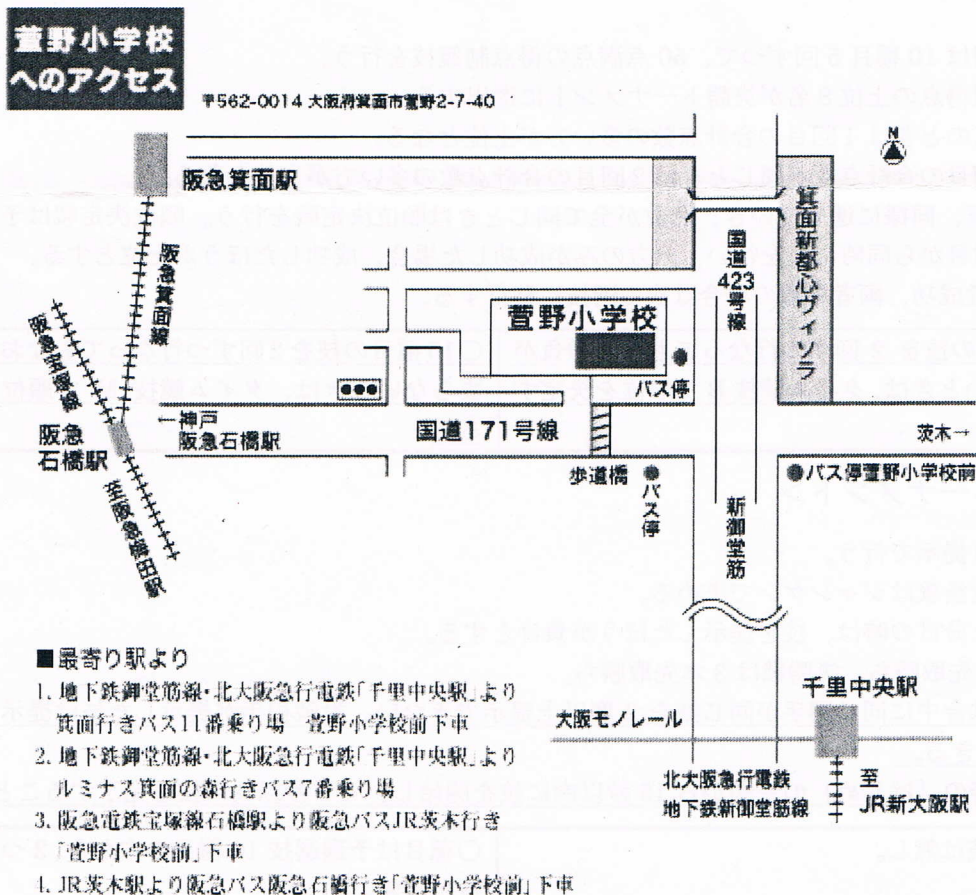 萱野小学校
へのアクセス
〒562-0014 大阪府箕面市萱野2-7-40
N
阪急箕面駅
阪急箕面線
国道
423
号線
箕面新都心ヴィソラ
萱野小学校
阪急宝塚線
バス停
阪急
石橋駅
←神戸
阪急石橋駅
国道171号線
茨木→
歩道橋
バス停
バス停萱野小学校前
至阪急梅田駅
新御堂筋
■最寄り駅より
1. 地下鉄御堂筋線・北大阪急行電鉄「千里中央駅」より
箕面行きバス11番乗り場 萱野小学校前下車
2. 地下鉄御堂筋線・北大阪急行電鉄「千里中央駅」より
ルミナス箕面の森行きバス7番乗り場
3. 阪急電鉄宝塚線石橋駅より阪急バスJR茨木行き
「萱野小学校前」下車
4. JR茨木駅より阪急バス阪急石橋行き「萱野小学校前」下車
千里中央駅
大阪モノレール
北大阪急行電鉄
地下鉄新御堂筋線
至
JR新大阪駅